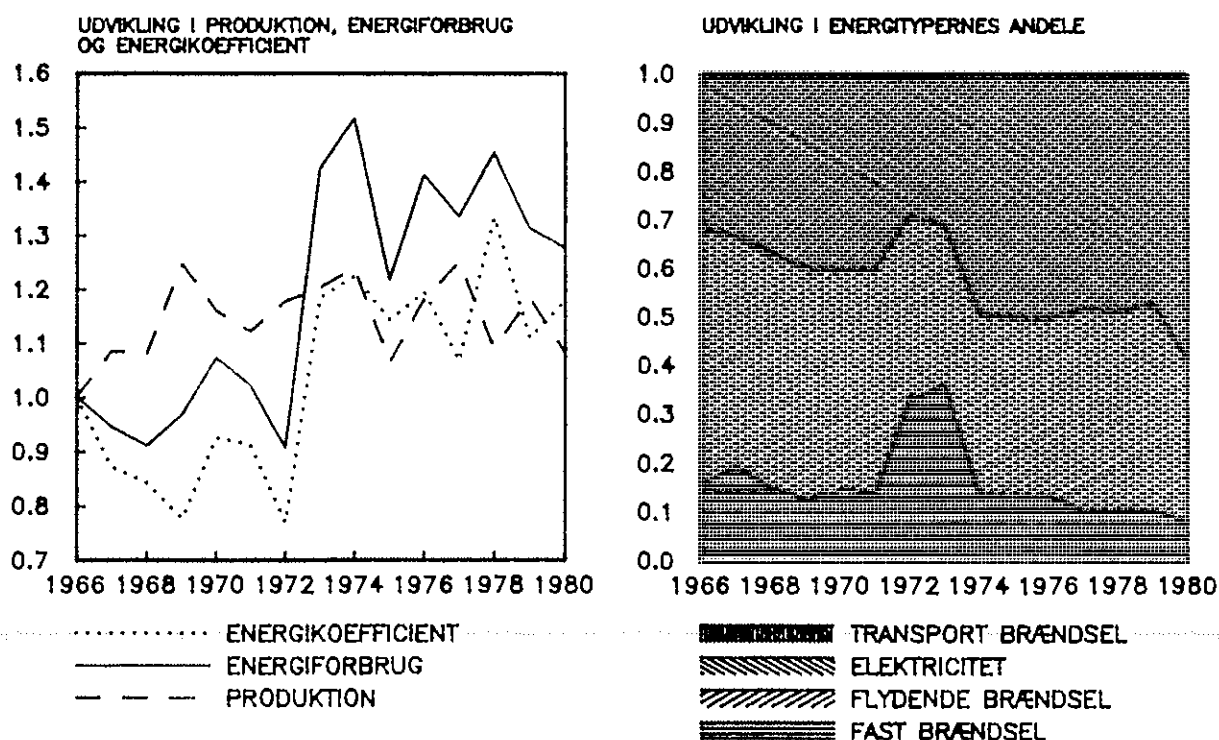 UDVIKLING I PRODUKTION, ENERGIFORBRUG
OG ENERGIKOEFFICIENT
1.6
1.5
1.4
1.3
1.2
1.1
1.0
0.9
0.8
0.7
1966 1968 1970 1972 1974 1976 1978 1980
ENERGIKOEFFICIENT
ENERGIFORBRUG
PRODUKTION
UDVIKLING I ENERGITYPERNES ANDELE
1.0
0.9
0.8
0.7
0.6
0.5
0.4
0.3
0.2
0.1
0.0
1966 1968 1970 1972 1974 1976 1978 1980
TRANSPORT BRÆNDSEL
ELEKTRICITET
FLYDENDE BRÆNDSEL
FAST BRÆNDSEL